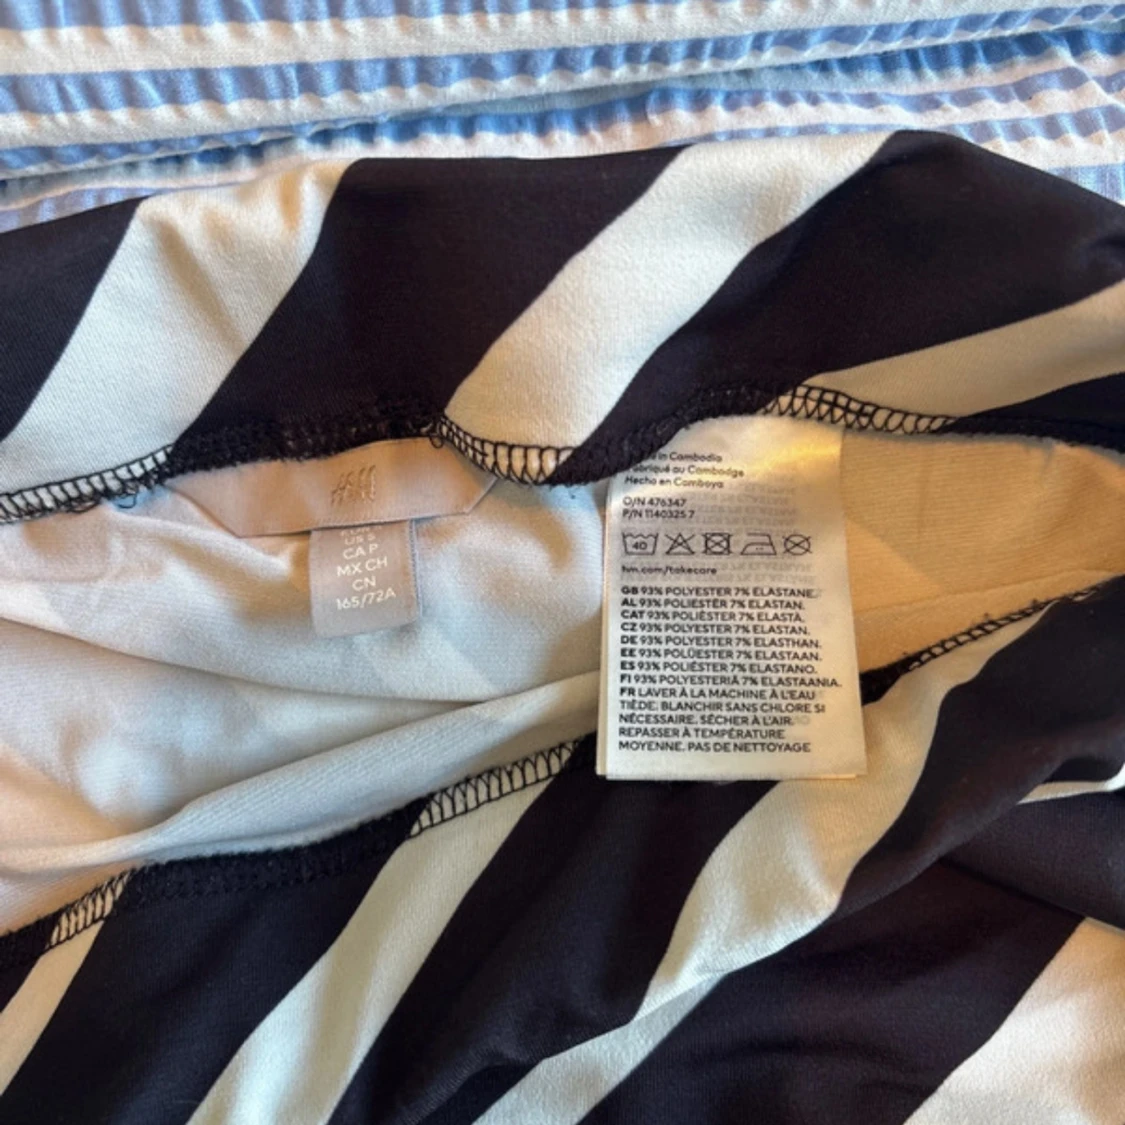 H&M
US S
CA P
MX CH
CN
165/72A
in Cambodia
Fabriqué au Cambodge
Hecho en Camboya
O/N 476347
P/N 1140325 7
40
hm.com/takecare
GB 93% POLYESTER 7% ELASTANE.
AL 93% POLIESTËR 7% ELASTAN.
CAT 93% POLIÈSTER 7% ELASTÀ.
CZ 93% POLYESTER 7% ELASTAN.
DE 93% POLYESTER 7% ELASTHAN.
EE 93% POLÜESTER 7% ELASTAAN.
ES 93% POLIÉSTER 7% ELASTANO.
FI 93% POLYESTERIÄ 7% ELASTAANIA.
FR LAVER À LA MACHINE À L'EAU
TIÈDE. BLANCHIR SANS CHLORE SI
NÉCESSAIRE. SÉCHER À L'AIR.
REPASSER À TEMPÉRATURE
MOYENNE. PAS DE NETTOYAGE